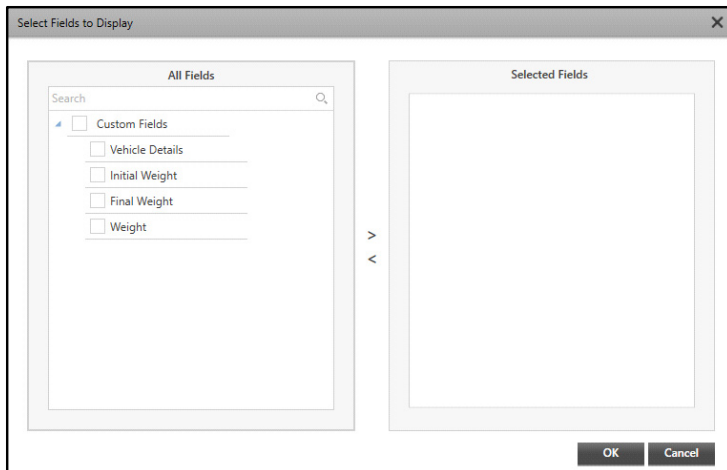 Select Fields to Display
All Fields
Search
Custom Fields
Vehicle Details
Initial Weight
Final Weight
Weight
>
<
Selected Fields
OK
Cancel